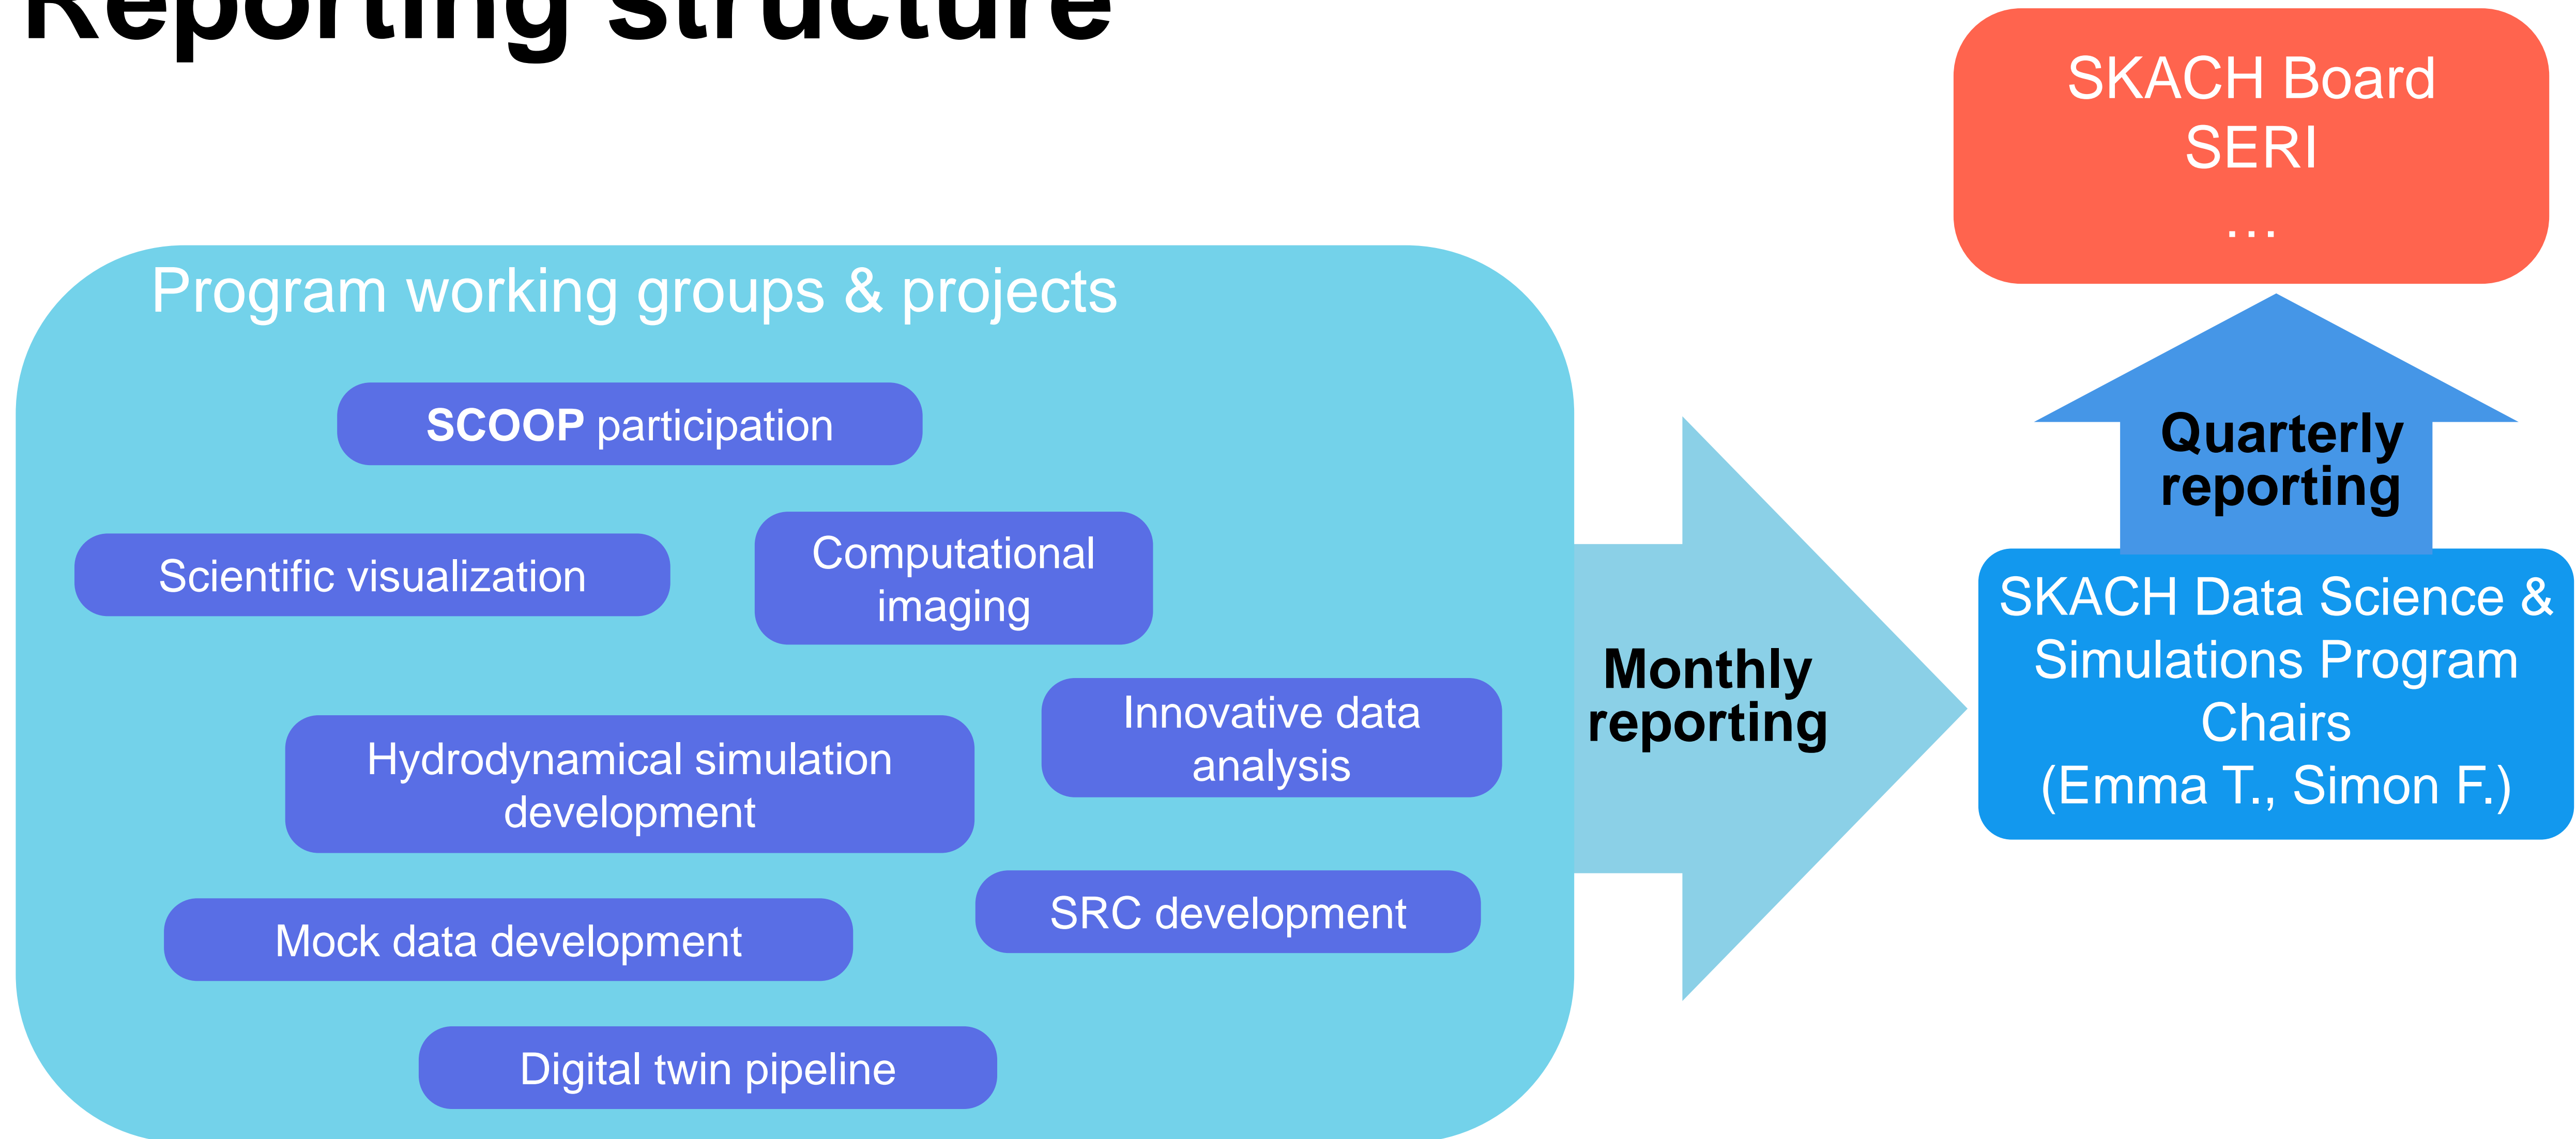 Reporting structure
SKACH Board
SERI
...
Program working groups & projects
SCOOP participation
Scientific visualization
Computational
imaging
Hydrodynamical simulation
development
Innovative data
analysis
Mock data development
SRC development
Digital twin pipeline
Monthly
reporting
Quarterly
reporting
SKACH Data Science &
Simulations Program
Chairs
(Emma T., Simon F.)